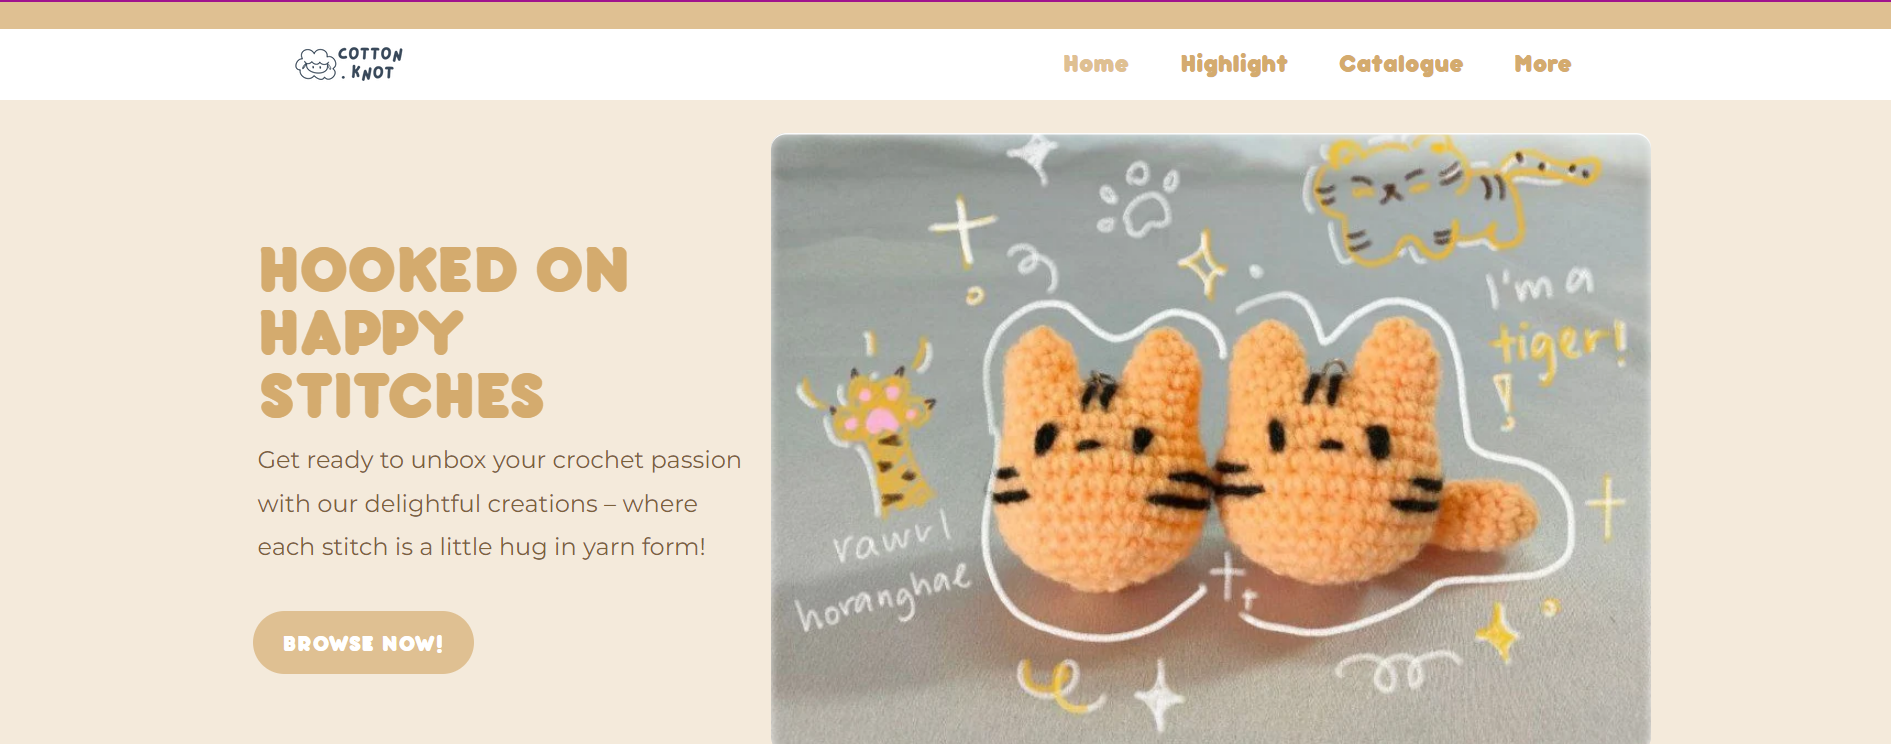 COTTON
. KNOT
Home Highlight Catalogue More
HOOKED ON
HAPPY
STITCHES
Get ready to unbox your crochet passion
with our delightful creations – where
each stitch is a little hug in yarn form!
BROWSE NOW!
I'm a
tiger!
rawrl
horanghae